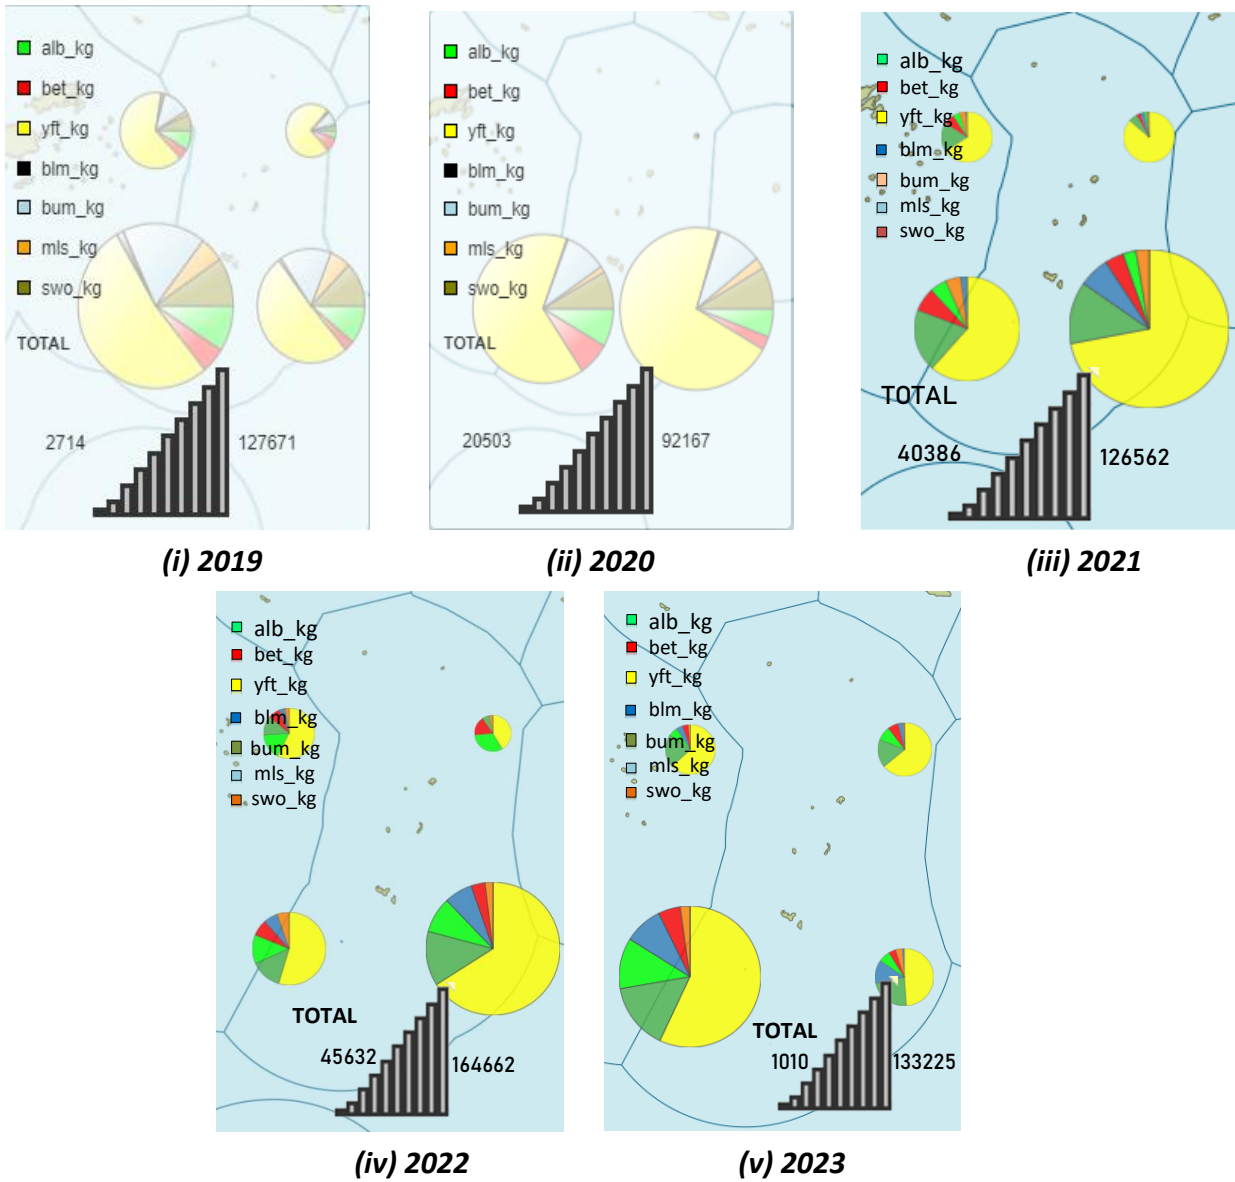 alb_kg
bet_kg
yft_kg
blm_kg
bum_kg
mls_kg
swo_kg
TOTAL
2714
127671
(i) 2019
alb_kg
bet_kg
yft_kg
blm_kg
bum_kg
mls_kg
swo_kg
TOTAL
20503
92167
(ii) 2020
alb_kg
bet_kg
yft_kg
blm_kg
bum_kg
mls_kg
swo_kg
TOTAL
40386
126562
(iii) 2021
alb_kg
bet_kg
yft_kg
blm_kg
bum_kg
mls_kg
swo_kg
TOTAL
45632
164662
(iv) 2022
alb_kg
bet_kg
yft_kg
blm_kg
bum_kg
mls_kg
swo_kg
TOTAL
1010
133225
(v) 2023